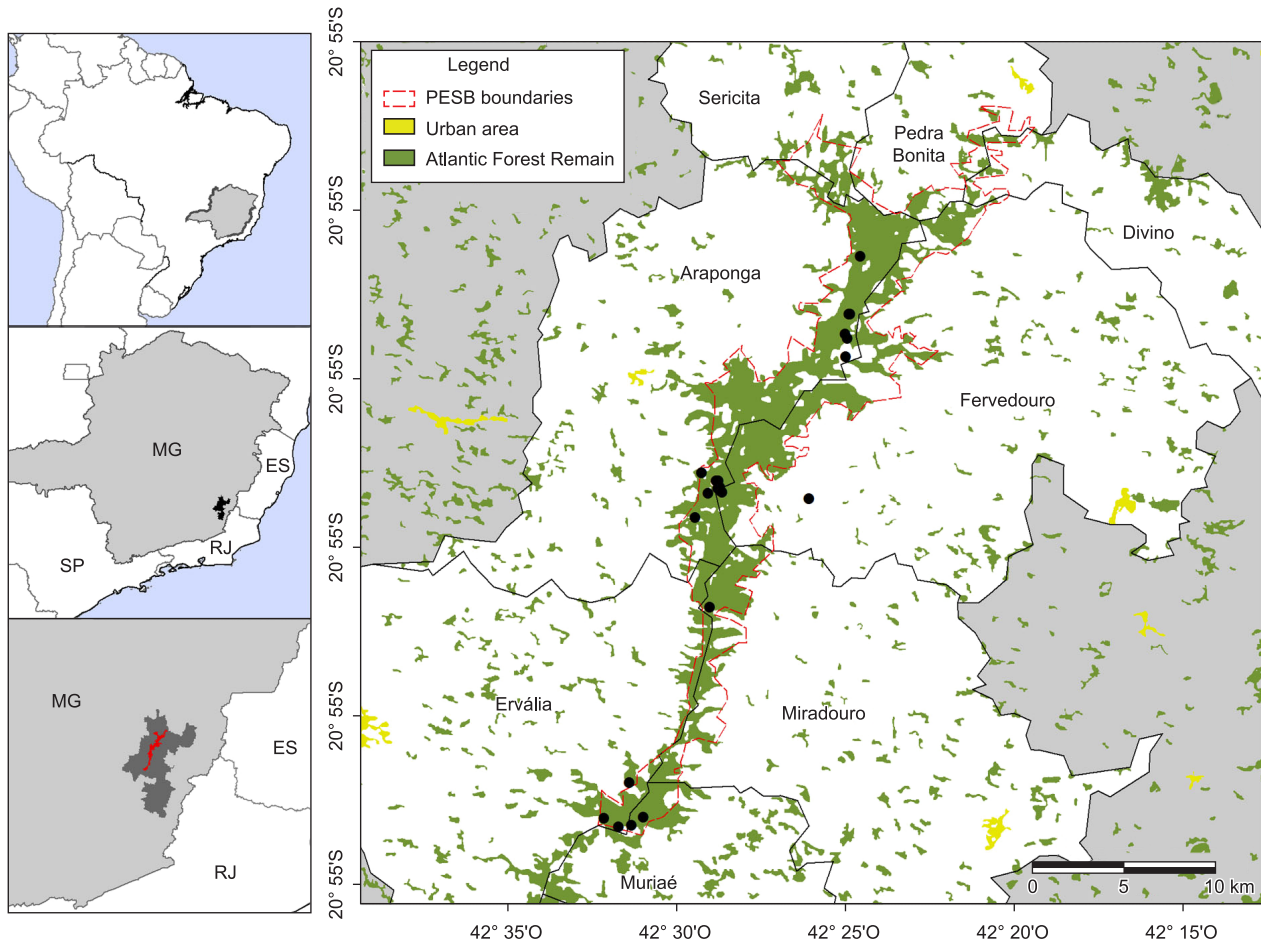 MG
ES
RJ
SP
MG
ES
RJ
Legend
PESB boundaries
Urban area
Atlantic Forest Remain
Sericita
Pedra
Bonita
Divino
Araponga
Fervedouro
Ervália
Miradouro
Muriaé
20° 55'S
20° 55'S
20° 55'S
20° 55'S
20° 55'S
20° 55'S
0 5 10 km
42° 35'O 42° 30'O 42° 25'O 42° 20'O 42° 15'O